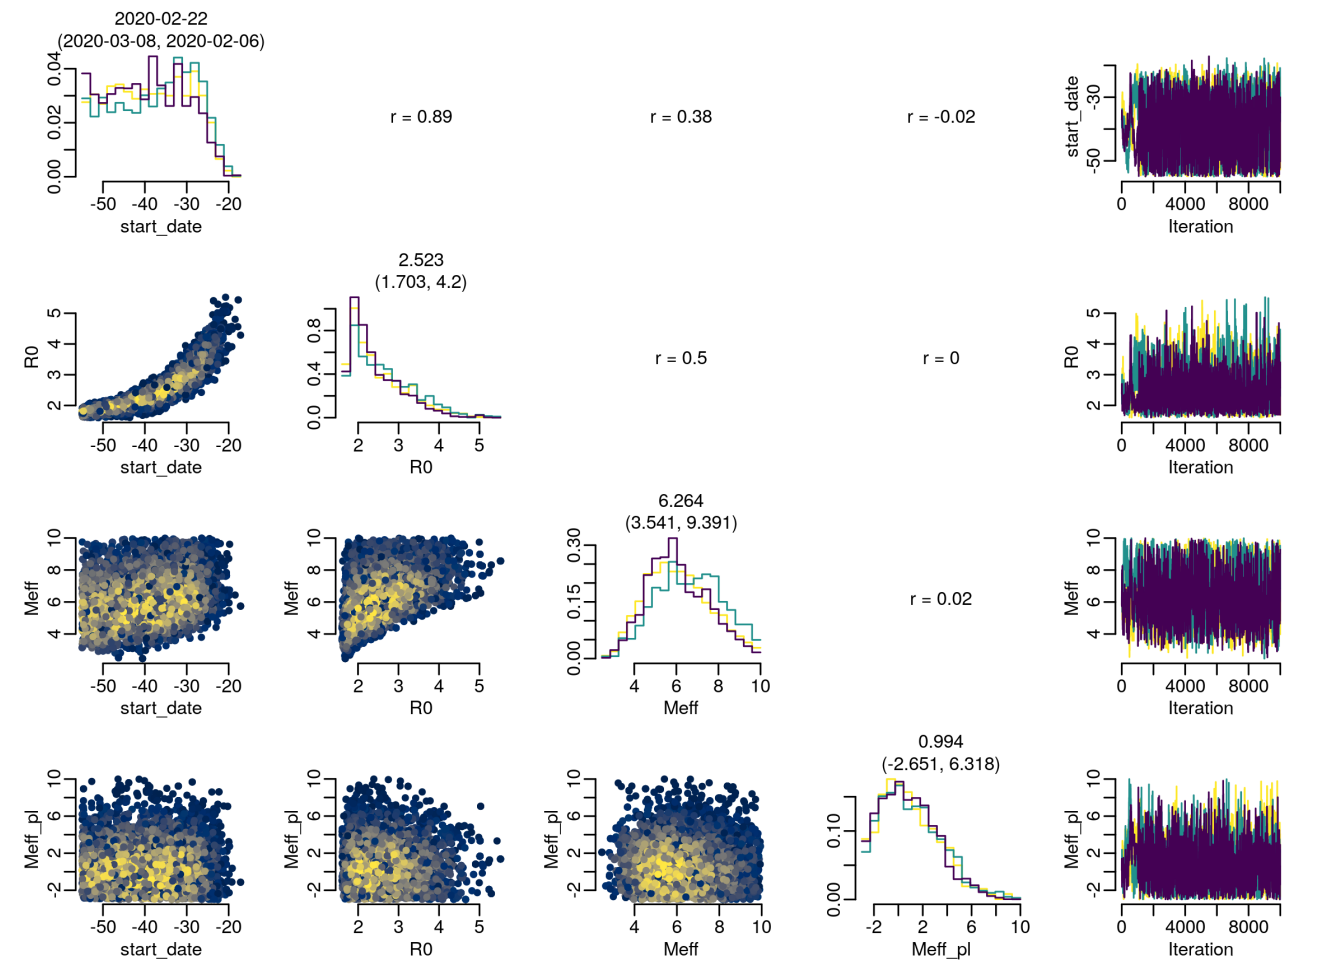 2020-02-22
(2020-03-08, 2020-02-06)
0.00 0.02 0.04
-50 -40 -30 -20
start_date
r = 0.89
r = 0.38
r = -0.02
start_date
-50 -30
0 4000 8000
Iteration
R0
2 3 4 5
-50 -40 -30 -20
start_date
2.523
(1.703, 4.2)
0.0 0.4 0.8
2 3 4 5
R0
r = 0.5
r = 0
R0
2 3 4 5
0 4000 8000
Iteration
Meff
4 6 8 10
-50 -40 -30 -20
start_date
Meff
4 6 8 10
2 3 4 5
R0
6.264
(3.541, 9.391)
0.00 0.15 0.30
4 6 8 10
Meff
r = 0.02
Meff
4 6 8 10
0 4000 8000
Iteration
Meff_pl
-2 2 6 10
-50 -40 -30 -20
start_date
Meff_pl
-2 2 6 10
2 3 4 5
R0
Meff_pl
-2 2 6 10
4 6 8 10
Meff
0.994
(-2.651, 6.318)
0.00 0.10
-2 2 6 10
Meff_pl
Meff_pl
-2 2 6 10
0 4000 8000
Iteration